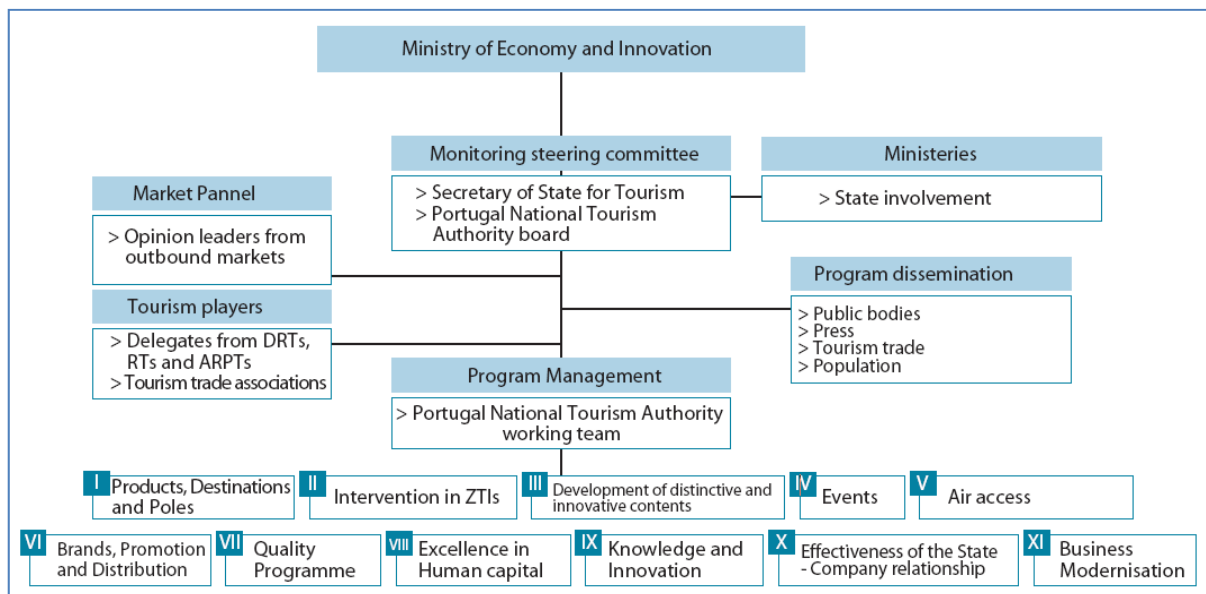 Ministry of Economy and Innovation
Monitoring steering committee
> Secretary of State for Tourism
> Portugal National Tourism
Authority board
Ministeries
> State involvement
Market Pannel
> Opinion leaders from
outbound markets
Program dissemination
> Public bodies
> Press
> Tourism trade
> Population
Tourism players
> Delegates from DRTs,
RTs and ARPTs
> Tourism trade associations
Program Management
> Portugal National Tourism Authority
working team
I
Products, Destinations
and Poles
II
Intervention in ZTIs
III
Development of distinctive and
innovative contents
IV
Events
V
Air access
VI
Brands, Promotion
and Distribution
VII
Quality
Programme
VIII
Excellence in
Human capital
IX
Knowledge and
Innovation
X
Effectiveness of the State
- Company relationship
XI
Business
Modernisation